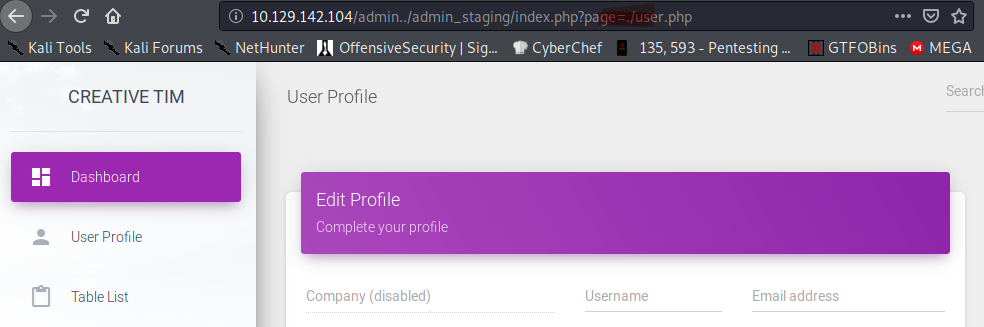 10.129.142.104/admin../admin_staging/index.php?page=./user.php
Kali Tools Kali Forums NetHunter OffensiveSecurity | Sig... CyberChef 135, 593 - Pentesting ... GTFOBins MEGA
CREATIVE TIM
User Profile
Search
Dashboard
Edit Profile
Complete your profile
User Profile
Table List
Company (disabled)
Username
Email address